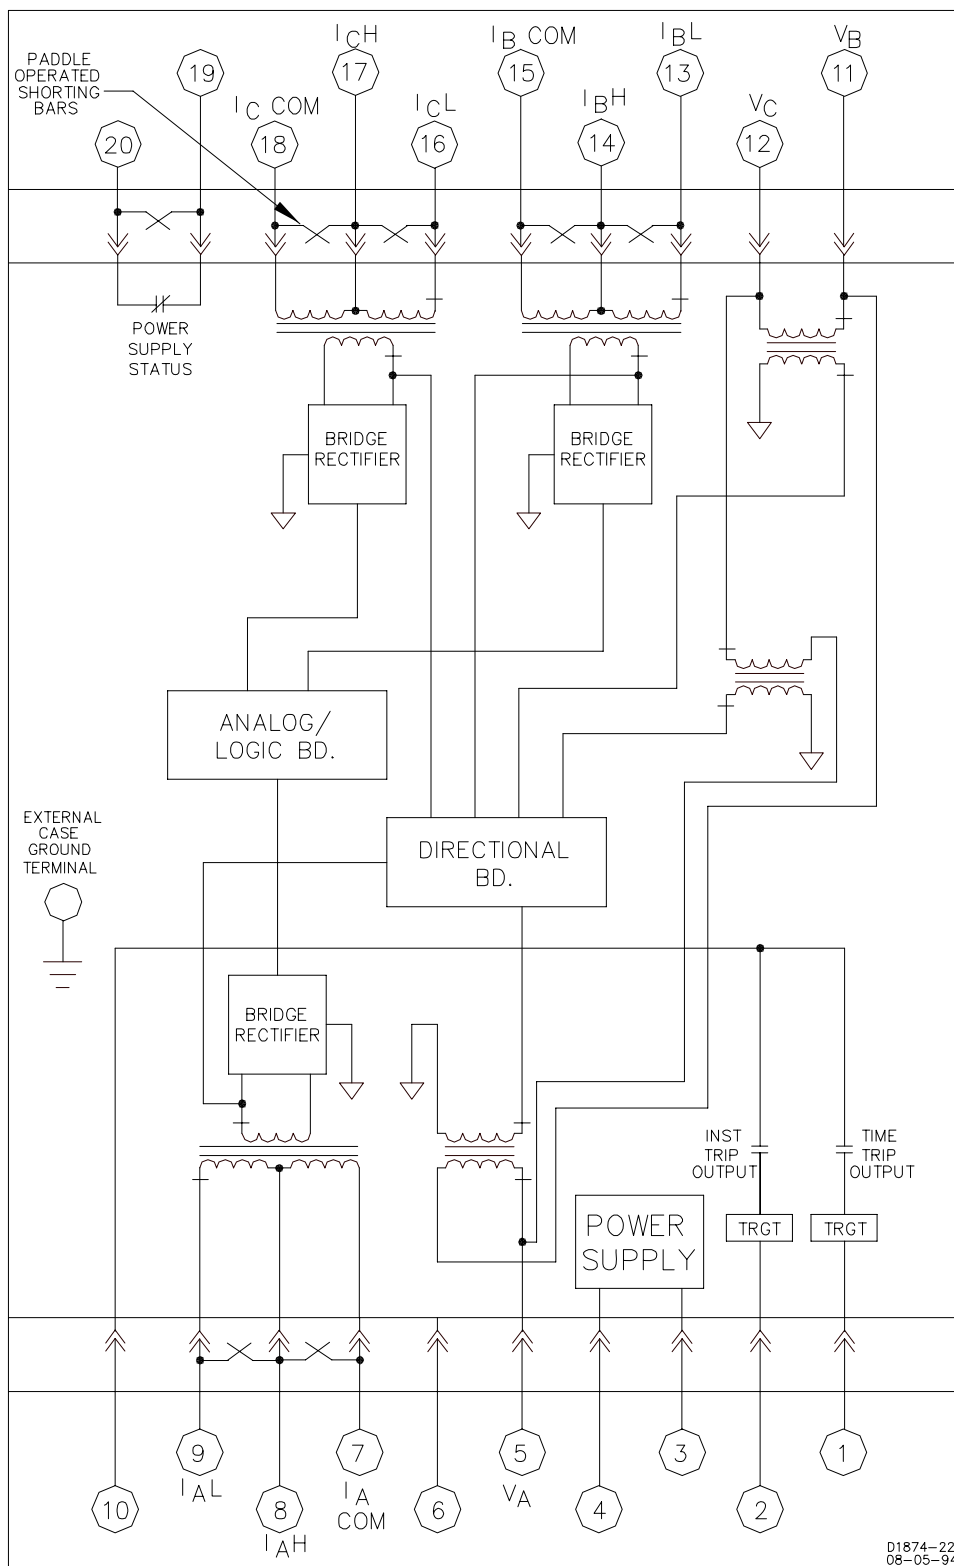 PADDLE
OPERATED
SHORTING
BARS
19
20
I C COM
18
I C H
17
I C L
16
I B COM
15
I B H
14
I B L
13
V C
12
V B
11
POWER
SUPPLY
STATUS
BRIDGE
RECTIFIER
BRIDGE
RECTIFIER
ANALOG/
LOGIC BD.
DIRECTIONAL
BD.
EXTERNAL
CASE
GROUND
TERMINAL
BRIDGE
RECTIFIER
INST
TRIP
OUTPUT
TIME
TRIP
OUTPUT
TRGT
TRGT
POWER
SUPPLY
10
9
I A L
8
I A H
7
I A
COM
6
5
V A
4
3
2
1
D1874-22
08-05-94